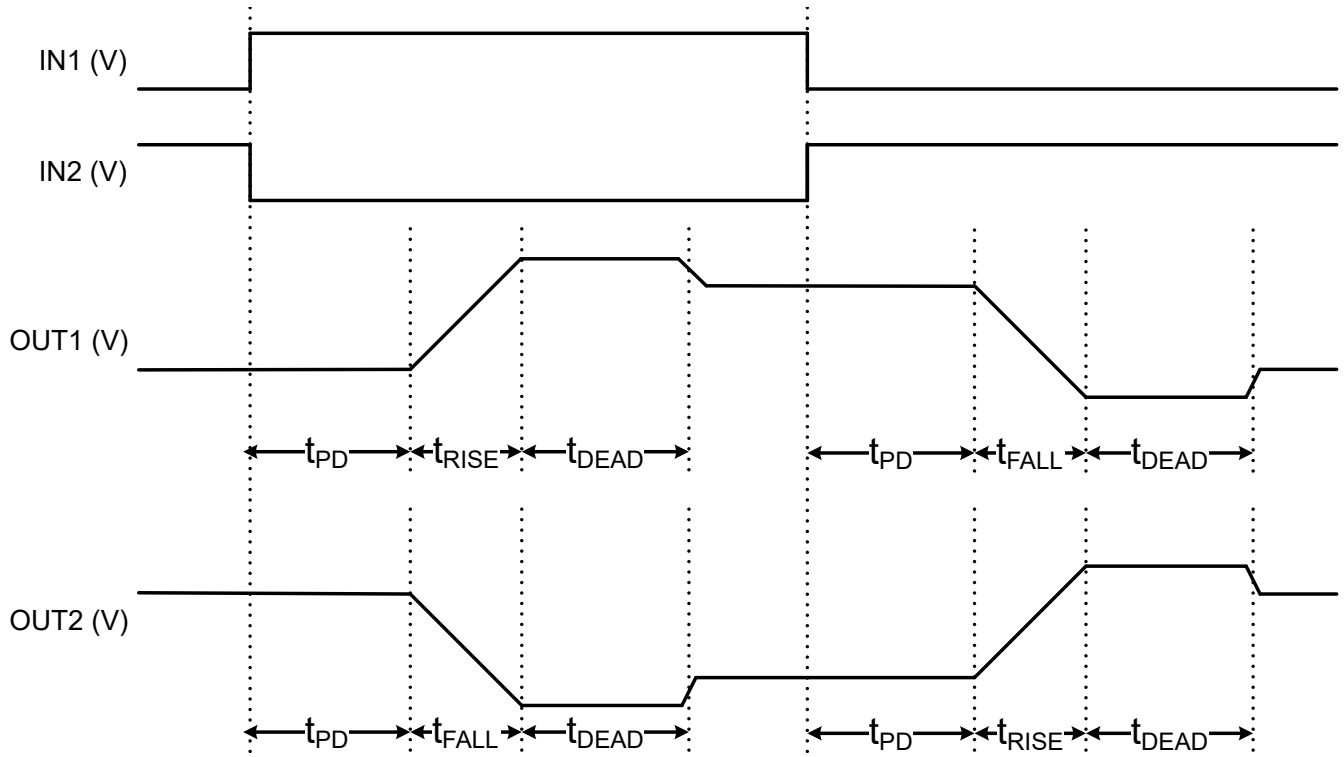 IN1 (V)
IN2 (V)
OUT1 (V)
tPD tRISE tDEAD tPD tFALL tDEAD
OUT2 (V)
tPD tFALL tDEAD tPD tRISE tDEAD